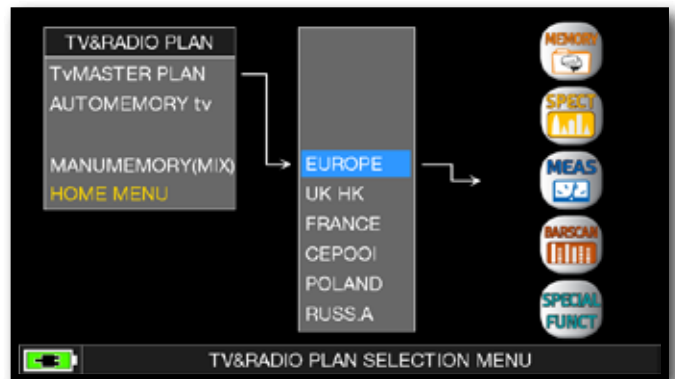 TV&RADIO PLAN
TvMASTER PLAN
AUTOMEMORY tv
MANUMEMORY(MIX)
HOME MENU
EUROPE
UK HK
FRANCE
CEPOOI
POLAND
RUSS.A
MEMORY
SPECT
MEAS
BARSCAN
SPECIAL
FUNCT
TV&RADIO PLAN SELECTION MENU